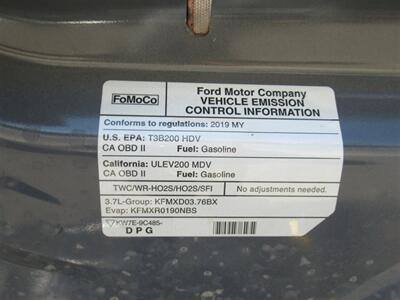 FoMoCo
Ford Motor Company
VEHICLE EMISSION
CONTROL INFORMATION
Conforms to regulations: 2019 MY
U.S. EPA: T3B200 HDV
CA OBD II Fuel: Gasoline
California: ULEV200 MDV
CA OBD II Fuel: Gasoline
TWC/WR-HO2S/HO2S/SFI No adjustments needed.
3.7L-Group: KFMXD03.76BX
Evap: KFMXR0190NBS
KW7E-9C485-
DPG